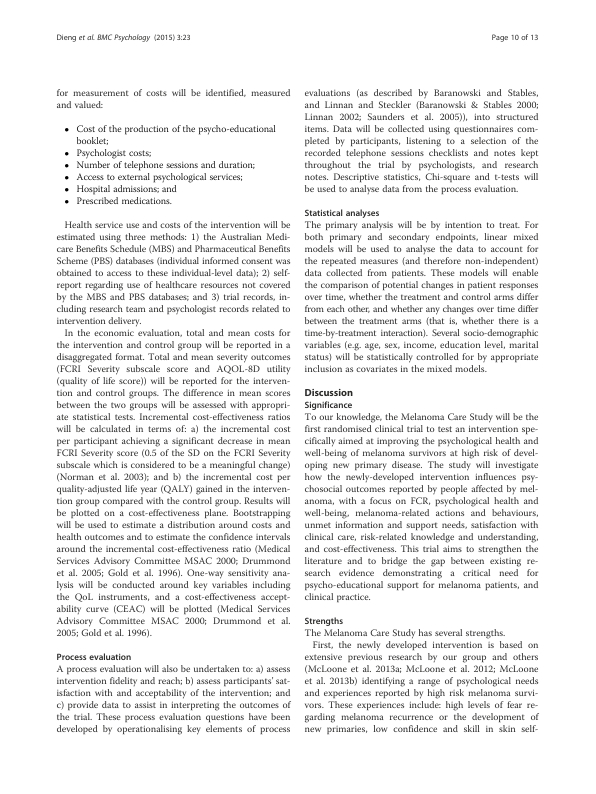 Dieng et al. BMC Psychology (2015) 3:23
Page 10 of 13
for measurement of costs will be identified, measured
and valued:
• Cost of the production of the psycho-educational
booklet;
• Psychologist costs;
• Number of telephone sessions and duration;
• Access to external psychological services;
• Hospital admissions; and
• Prescribed medications.
Health service use and costs of the intervention will be
estimated using three methods: 1) the Australian Medi-
care Benefits Schedule (MBS) and Pharmaceutical Benefits
Scheme (PBS) databases (individual informed consent was
obtained to access to these individual-level data); 2) self-
report regarding use of healthcare resources not covered
by the MBS and PBS databases; and 3) trial records, in-
cluding research team and psychologist records related to
intervention delivery.
In the economic evaluation, total and mean costs for
the intervention and control group will be reported in a
disaggregated format. Total and mean severity outcomes
(FCRI Severity subscale score and AQOL-8D utility
(quality of life score)) will be reported for the interven-
tion and control groups. The difference in mean scores
between the two groups will be assessed with appropri-
ate statistical tests. Incremental cost-effectiveness ratios
will be calculated in terms of: a) the incremental cost
per participant achieving a significant decrease in mean
FCRI Severity score (0.5 of the SD on the FCRI Severity
subscale which is considered to be a meaningful change)
(Norman et al. 2003); and b) the incremental cost per
quality-adjusted life year (QALY) gained in the interven-
tion group compared with the control group. Results will
be plotted on a cost-effectiveness plane. Bootstrapping
will be used to estimate a distribution around costs and
health outcomes and to estimate the confidence intervals
around the incremental cost-effectiveness ratio (Medical
Services Advisory Committee MSAC 2000; Drummond
et al. 2005; Gold et al. 1996). One-way sensitivity ana-
lysis will be conducted around key variables including
the QoL instruments, and a cost-effectiveness accept-
ability curve (CEAC) will be plotted (Medical Services
Advisory Committee MSAC 2000; Drummond et al.
2005; Gold et al. 1996).
Process evaluation
A process evaluation will also be undertaken to: a) assess
intervention fidelity and reach; b) assess participants' sat-
isfaction with and acceptability of the intervention; and
c) provide data to assist in interpreting the outcomes of
the trial. These process evaluation questions have been
developed by operationalising key elements of process
evaluations (as described by Baranowski and Stables,
and Linnan and Steckler (Baranowski & Stables 2000;
Linnan 2002; Saunders et al. 2005)), into structured
items. Data will be collected using questionnaires com-
pleted by participants, listening to a selection of the
recorded telephone sessions checklists and notes kept
throughout the trial by psychologists, and research
notes. Descriptive statistics, Chi-square and t-tests will
be used to analyse data from the process evaluation.
Statistical analyses
The primary analysis will be by intention to treat. For
both primary and secondary endpoints, linear mixed
models will be used to analyse the data to account for
the repeated measures (and therefore non-independent)
data collected from patients. These models will enable
the comparison of potential changes in patient responses
over time, whether the treatment and control arms differ
from each other, and whether any changes over time differ
between the treatment arms (that is, whether there is a
time-by-treatment interaction). Several socio-demographic
variables (e.g. age, sex, income, education level, marital
status) will be statistically controlled for by appropriate
inclusion as covariates in the mixed models.
Discussion
Significance
To our knowledge, the Melanoma Care Study will be the
first randomised clinical trial to test an intervention spe-
cifically aimed at improving the psychological health and
well-being of melanoma survivors at high risk of devel-
oping new primary disease. The study will investigate
how the newly-developed intervention influences psy-
chosocial outcomes reported by people affected by mel-
anoma, with a focus on FCR, psychological health and
well-being, melanoma-related actions and behaviours,
unmet information and support needs, satisfaction with
clinical care, risk-related knowledge and understanding,
and cost-effectiveness. This trial aims to strengthen the
literature and to bridge the gap between existing re-
search evidence demonstrating a critical need for
psycho-educational support for melanoma patients, and
clinical practice.
Strengths
The Melanoma Care Study has several strengths.
First, the newly developed intervention is based on
extensive previous research by our group and others
(McLoone et al. 2013a; McLoone et al. 2012; McLoone
et al. 2013b) identifying a range of psychological needs
and experiences reported by high risk melanoma survi-
vors. These experiences include: high levels of fear re-
garding melanoma recurrence or the development of
new primaries, low confidence and skill in skin self-